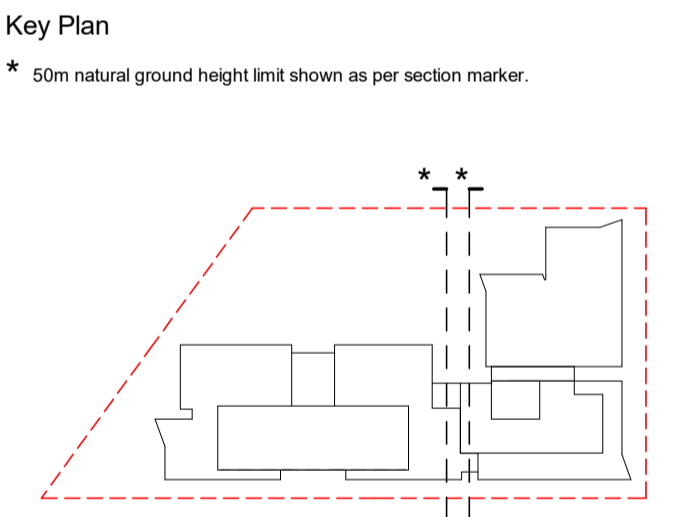 Key Plan
* 50m natural ground height limit shown as per section marker.
* *